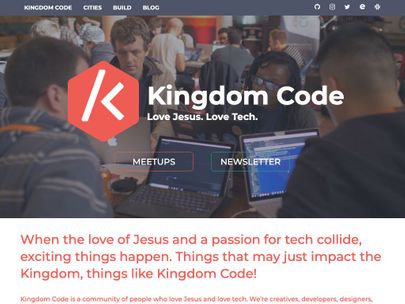 KINGDOM CODE CITIES BUILD BLOG
Kingdom Code
Love Jesus. Love Tech.
MEETUPS NEWSLETTER
When the love of Jesus and a passion for tech collide,
exciting things happen. Things that may just impact the
Kingdom, things like Kingdom Code!
Kingdom Code is a community of people who love Jesus and love tech. We're creatives, developers, designers,